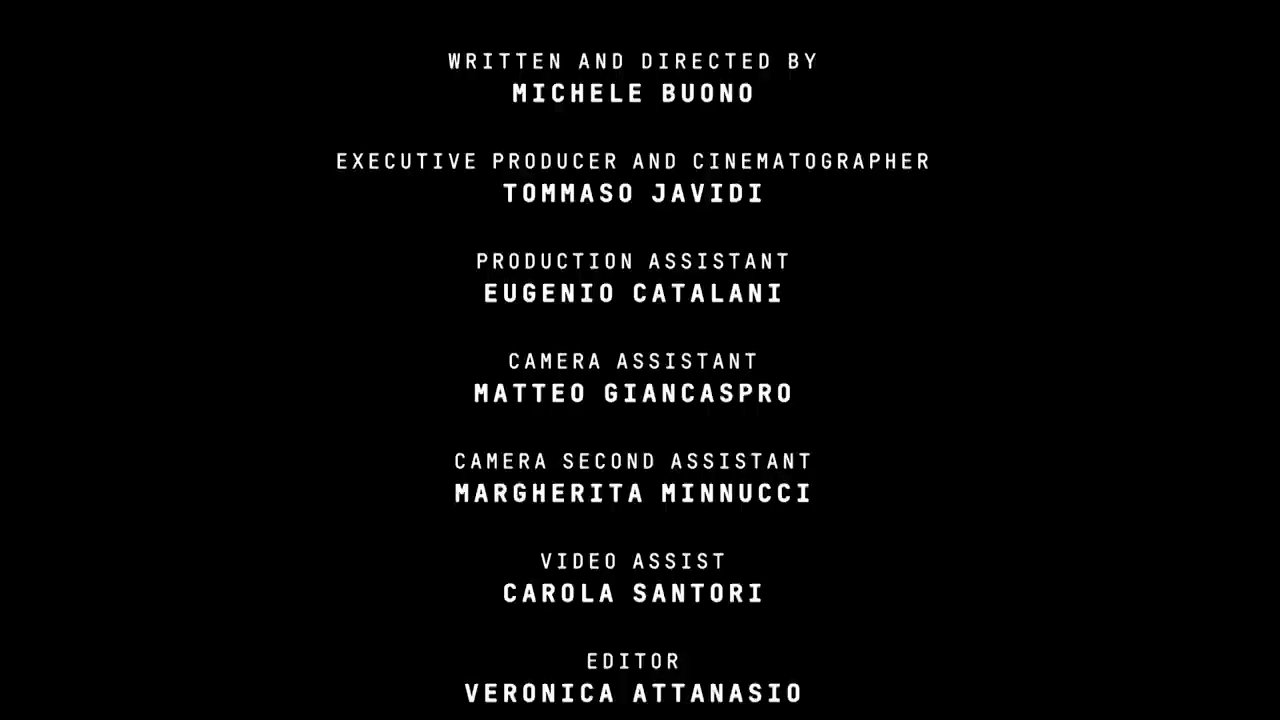 WRITTEN AND DIRECTED BY
MICHELE BUONO
EXECUTIVE PRODUCER AND CINEMATOGRAPHER
TOMMASO JAVIDI
PRODUCTION ASSISTANT
EUGENIO CATALANI
CAMERA ASSISTANT
MATTEO GIANCASPRO
CAMERA SECOND ASSISTANT
MARGHERITA MINNUCCI
VIDEO ASSIST
CAROLA SANTORI
EDITOR
VERONICA ATTANASIO